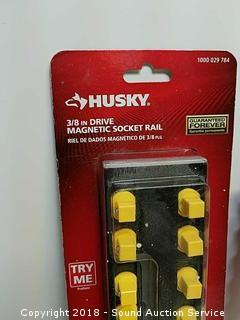 1000 029 784
HUSKY
3/8 IN DRIVE
MAGNETIC SOCKET RAIL
RIEL DE DADOS MAGNÉTICO DE 3/8 PLG
GUARANTEED
FOREVER
TRY
ME
Copyright 2018 - Sound Auction Service